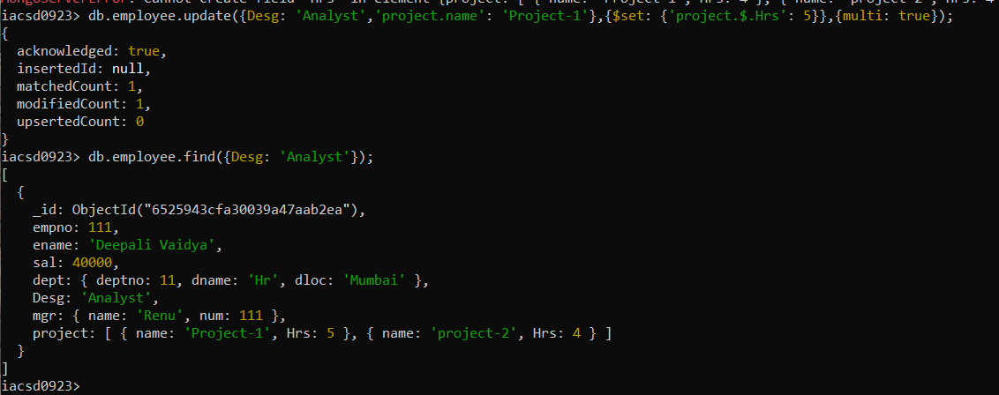 MongoServerError: Cannot create field 'Hrs' in element {project: [ { name: 'Project-1', Hrs: 4 }, { name: 'project-2', Hrs: 4
iacsd0923> db.employee.update({Desg: 'Analyst','project.name': 'Project-1'},{$set: {'project.$.Hrs': 5}},{multi: true});
{
  acknowledged: true,
  insertedId: null,
  matchedCount: 1,
  modifiedCount: 1,
  upsertedCount: 0
}
iacsd0923> db.employee.find({Desg: 'Analyst'});
[
  {
    _id: ObjectId("6525943cfa30039a47aab2ea"),
    empno: 111,
    ename: 'Deepali Vaidya',
    sal: 40000,
    dept: { deptno: 11, dname: 'Hr', dloc: 'Mumbai' },
    Desg: 'Analyst',
    mgr: { name: 'Renu', num: 111 },
    project: [ { name: 'Project-1', Hrs: 5 }, { name: 'project-2', Hrs: 4 } ]
  }
]
iacsd0923>